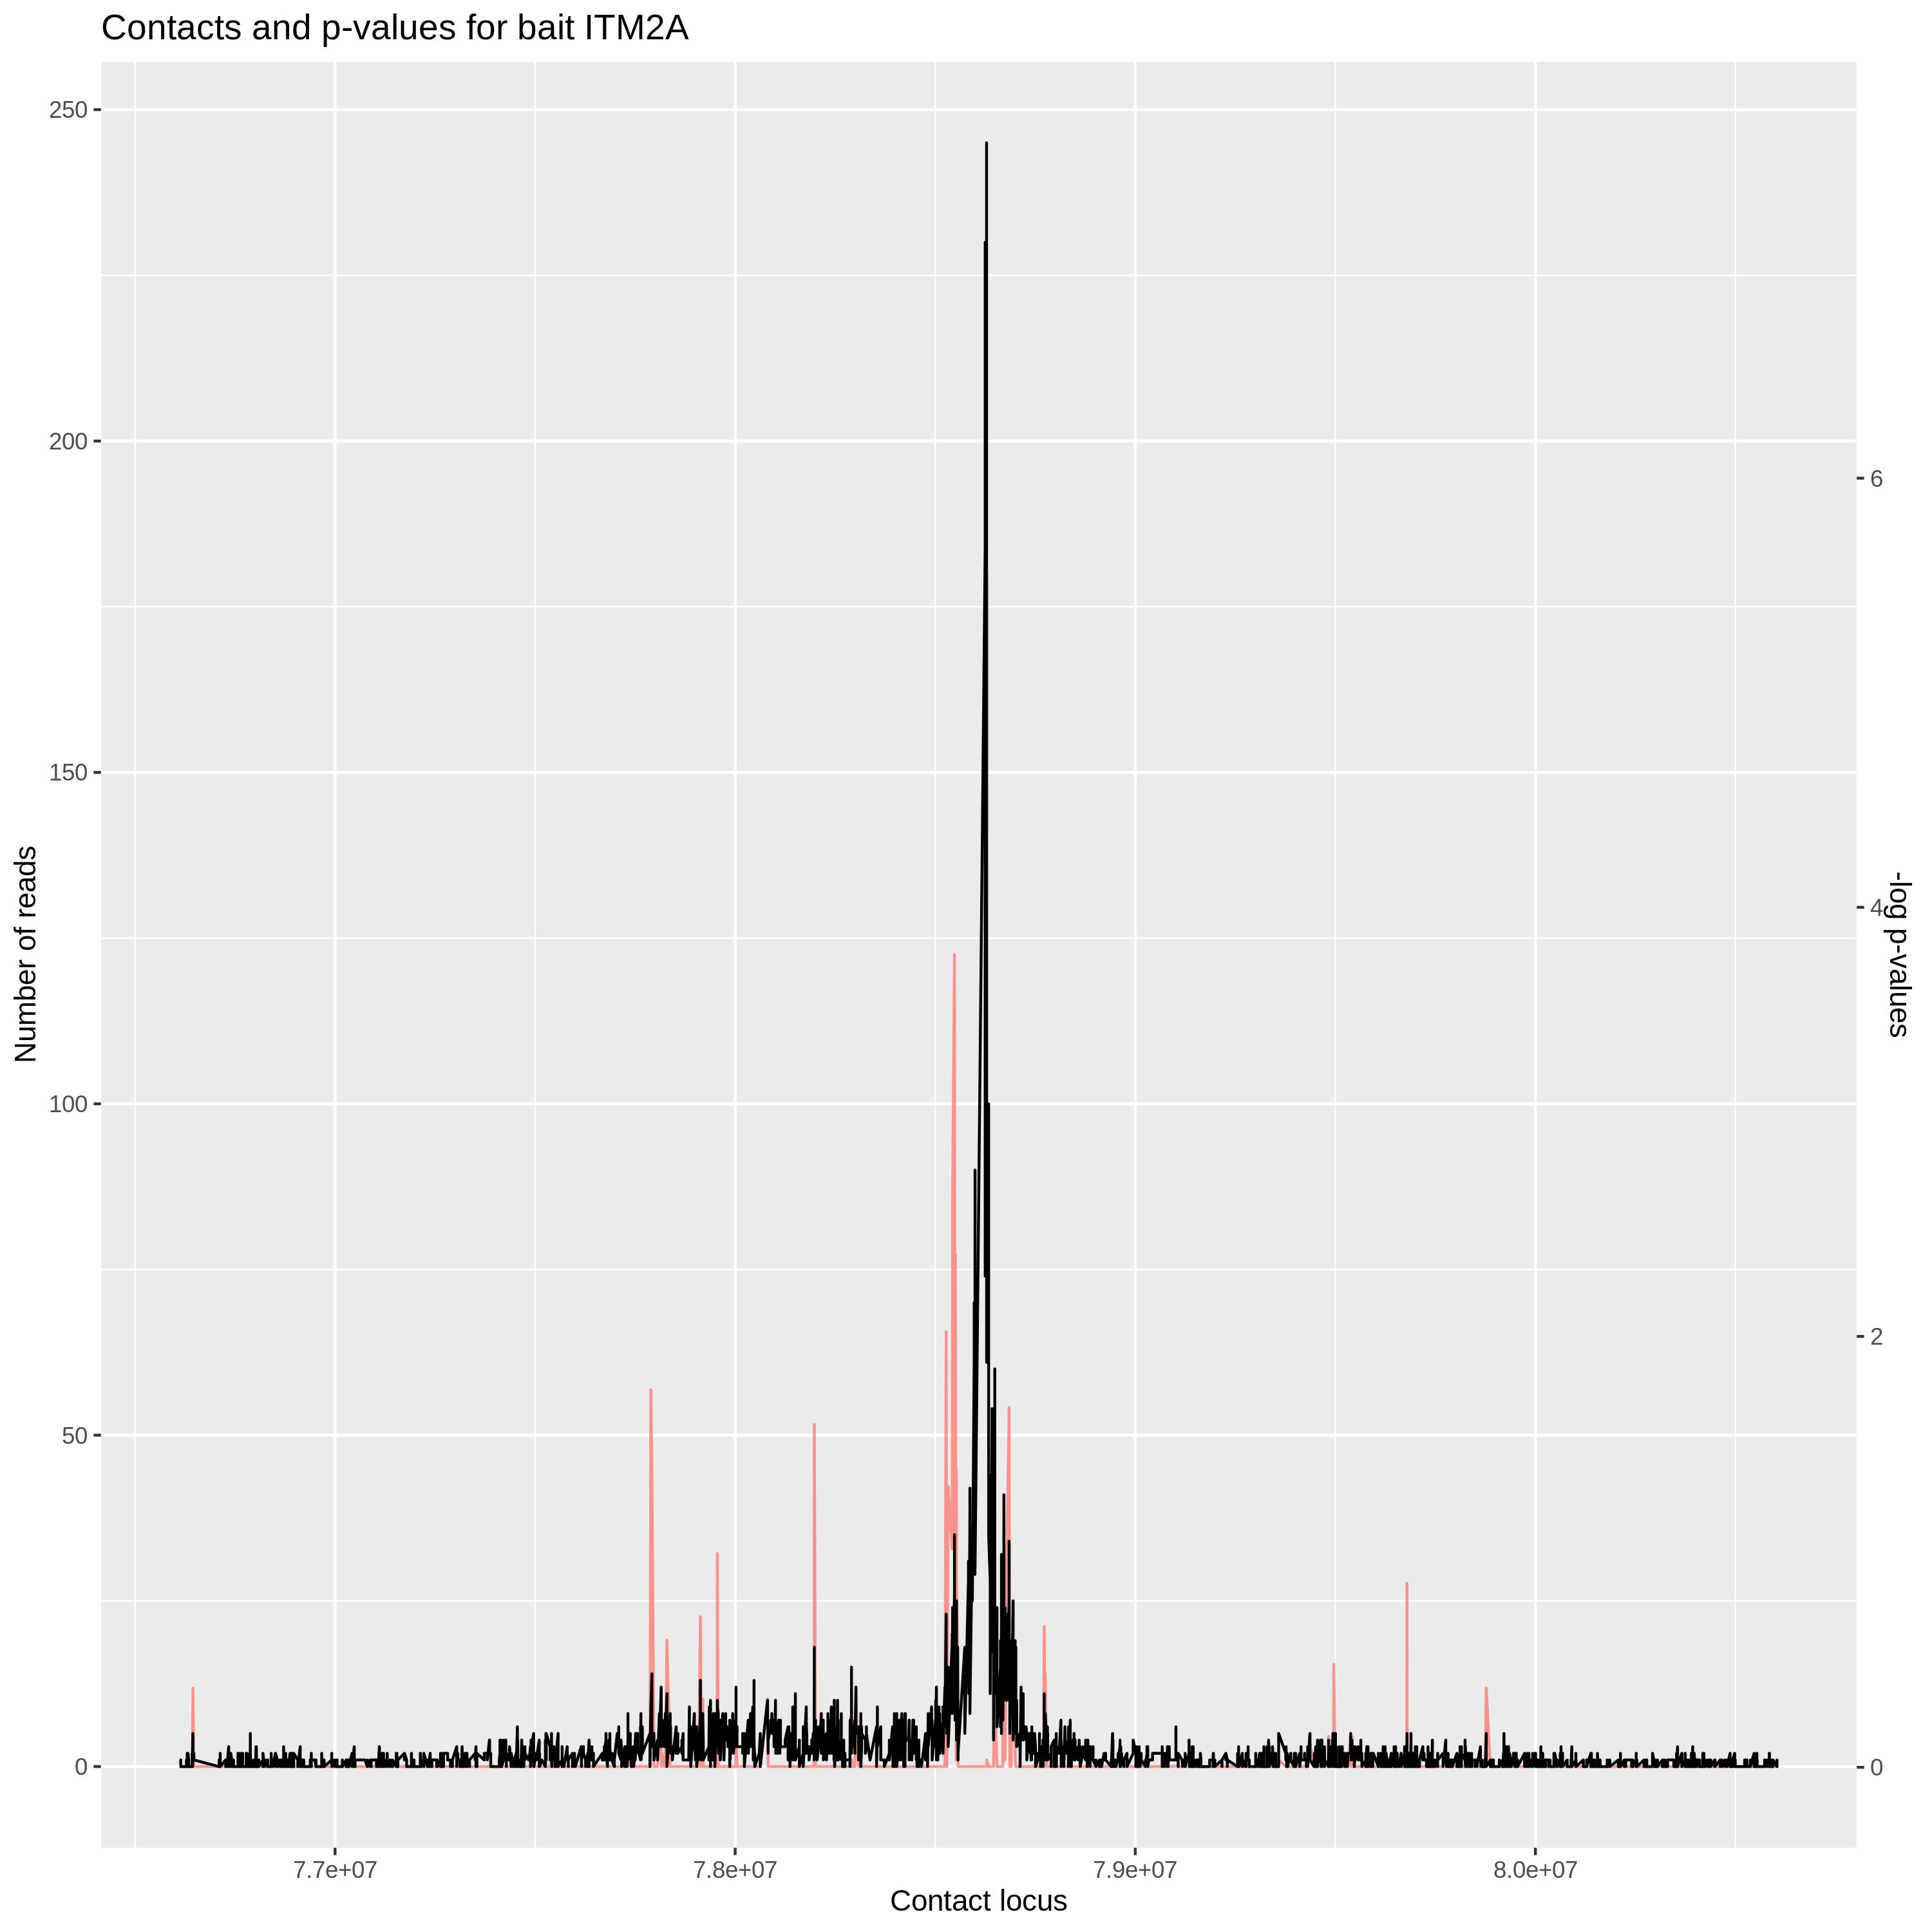 Contacts and p-values for bait ITM2A
250
200
150
100
50
0
Number of reads
6
4
2
0
-log p-values
7.7e+07 7.8e+07 7.9e+07 8.0e+07
Contact locus